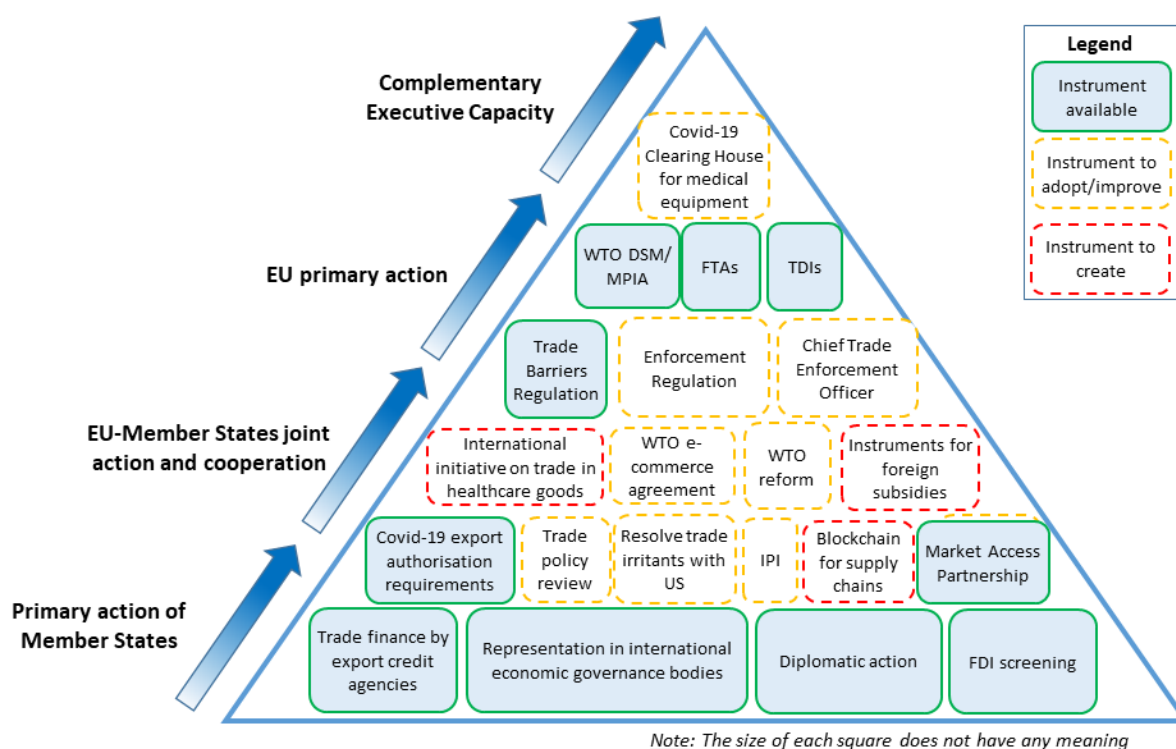 Complementary
Executive Capacity
EU primary action
EU-Member States joint
action and cooperation
Primary action of
Member States
Covid-19
Clearing House
for medical
equipment
WTO DSM/
MPIA
FTAs
TDIs
Trade
Barriers
Regulation
Enforcement
Regulation
Chief Trade
Enforcement
Officer
International
initiative on trade in
healthcare goods
WTO e-
commerce
agreement
WTO
reform
Instruments for
foreign
subsidies
Covid-19 export
authorisation
requirements
Trade
policy
review
Resolve trade
irritants with
US
IPI
Blockchain
for supply
chains
Market Access
Partnership
Trade finance by
export credit
agencies
Representation in international
economic governance bodies
Diplomatic action
FDI screening
Legend
Instrument
available
Instrument to
adopt/improve
Instrument to
create
Note: The size of each square does not have any meaning